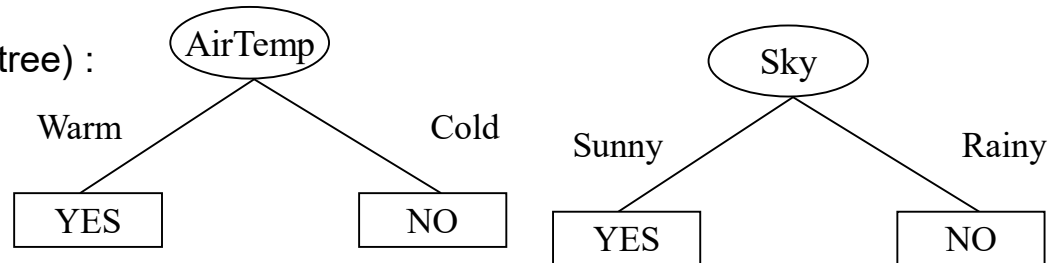 tree) :
AirTemp
Warm
Cold
YES
NO
Sky
Sunny
Rainy
YES
NO